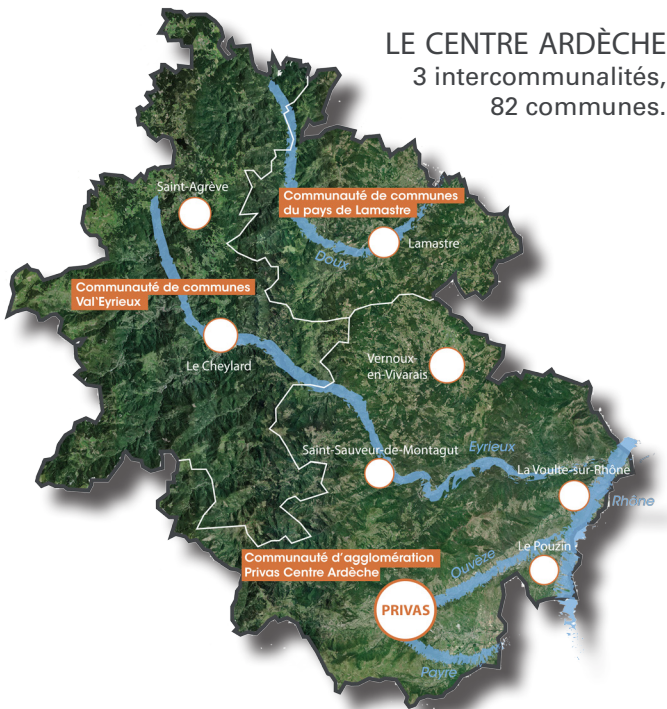 LE CENTRE ARDÈCHE
3 intercommunalités,
82 communes.
Saint-Agrève
Communauté de communes
du pays de Lamastre
Lamastre
Doux
Communauté de communes
Val'Eyrieux
Le Cheylard
Vernoux-
en-Vivarais
Saint-Sauveur-de-Montagut
Eyrieux
La Voulte-sur-Rhône
Rhône
Le Pouzin
Communauté d'agglomération
Privas Centre Ardèche
Ouvèze
PRIVAS
Payre